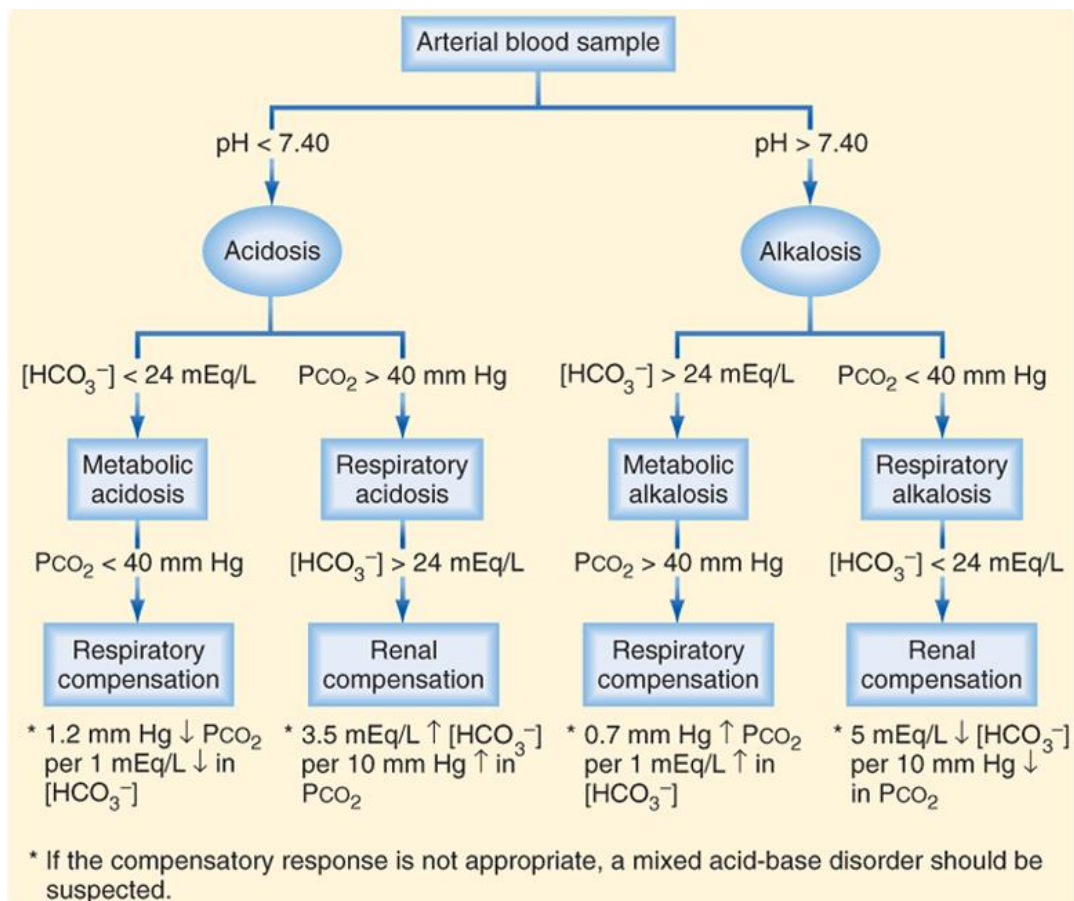 Arterial blood sample
pH < 7.40
pH > 7.40
Acidosis
Alkalosis
[HCO₃⁻] < 24 mEq/L
PCO₂ > 40 mm Hg
[HCO₃⁻] > 24 mEq/L
PCO₂ < 40 mm Hg
Metabolic
acidosis
Respiratory
acidosis
Metabolic
alkalosis
Respiratory
alkalosis
PCO₂ < 40 mm Hg
[HCO₃⁻] > 24 mEq/L
PCO₂ > 40 mm Hg
[HCO₃⁻] < 24 mEq/L
Respiratory
compensation
Renal
compensation
Respiratory
compensation
Renal
compensation
* 1.2 mm Hg ↓ PCO₂
per 1 mEq/L ↓ in
[HCO₃⁻]
* 3.5 mEq/L ↑ [HCO₃⁻]
per 10 mm Hg ↑ in
PCO₂
* 0.7 mm Hg ↑ PCO₂
per 1 mEq/L ↑ in
[HCO₃⁻]
* 5 mEq/L ↓ [HCO₃⁻]
per 10 mm Hg ↓
in PCO₂
* If the compensatory response is not appropriate, a mixed acid-base disorder should be
suspected.